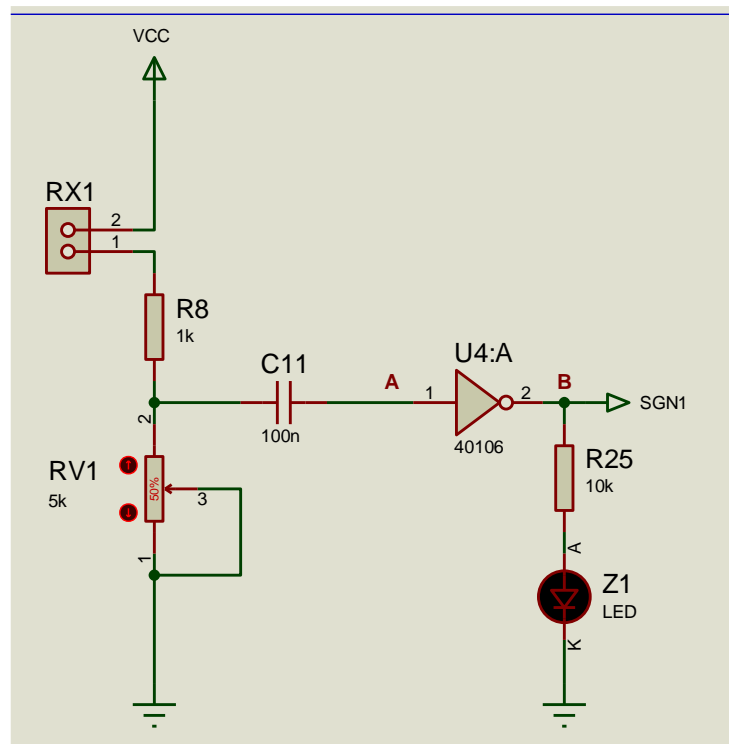 VCC
RX1
2
1
R8
1k
C11
100n
A
1
U4:A
40106
2
B
SGN1
2
RV1
5k
50%
3
1
R25
10k
A
Z1
LED
K